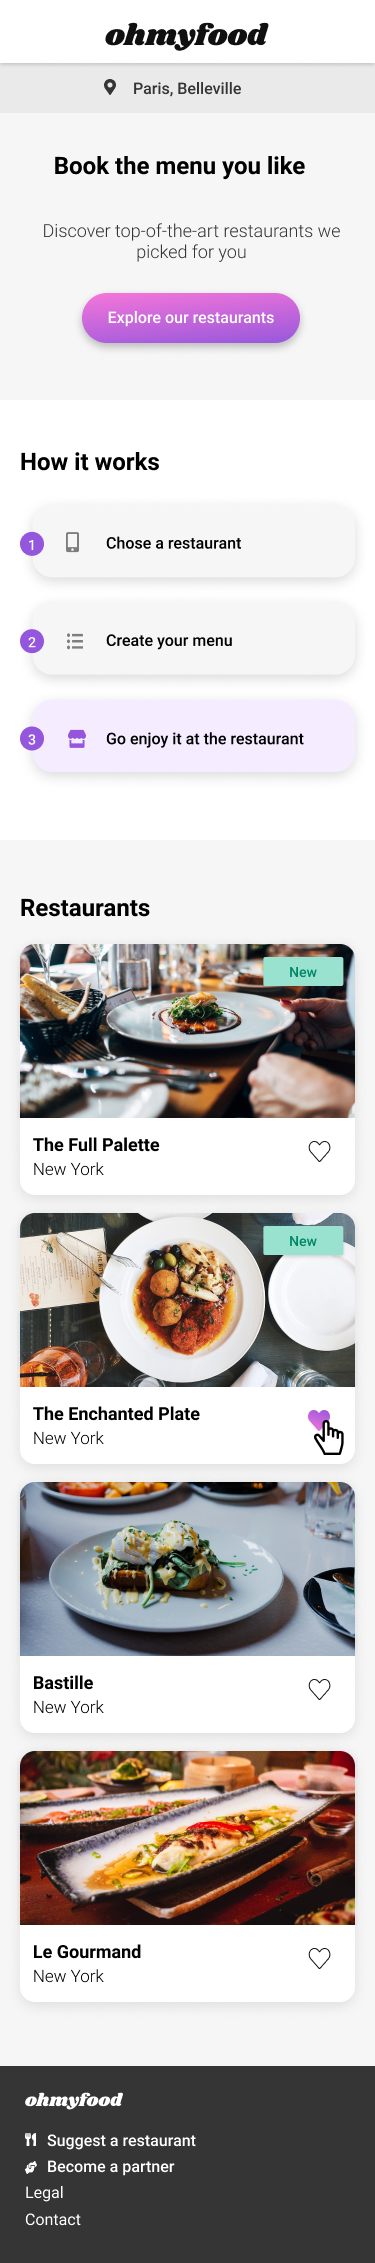 ohmyfood
Paris, Belleville
Book the menu you like
Discover top-of-the-art restaurants we
picked for you
Explore our restaurants
How it works
1
Chose a restaurant
2
Create your menu
3
Go enjoy it at the restaurant
Restaurants
New
The Full Palette
New York
New
The Enchanted Plate
New York
Bastille
New York
Le Gourmand
New York
ohmyfood
Suggest a restaurant
Become a partner
Legal
Contact